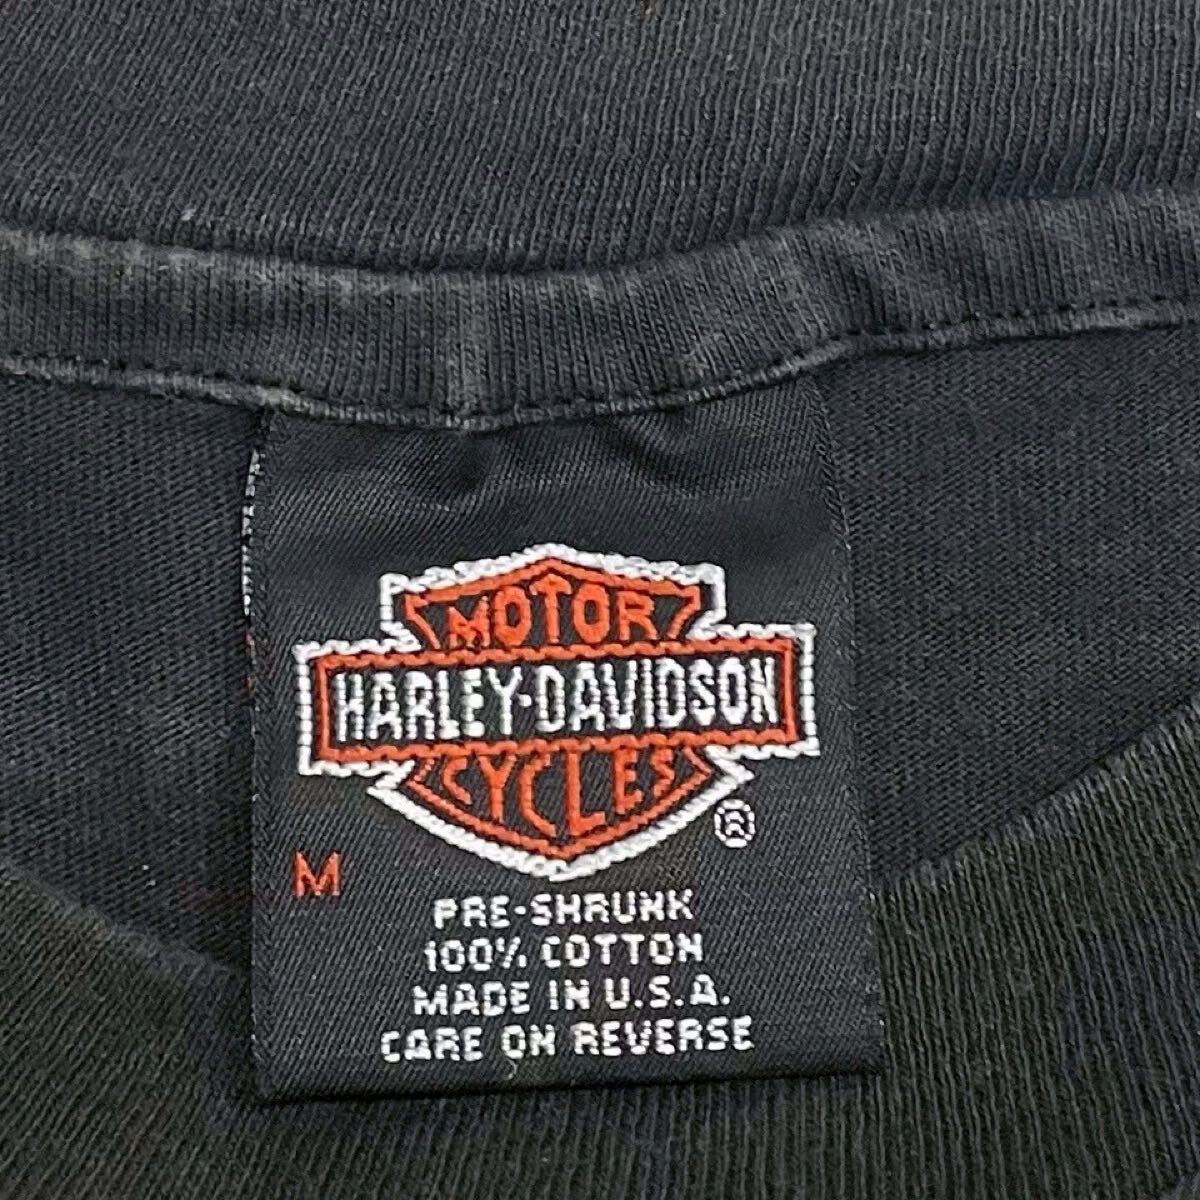 MOTOR
HARLEY-DAVIDSON
CYCLES
®
M
PRE-SHRUNK
100% COTTON
MADE IN U.S.A.
CARE ON REVERSE